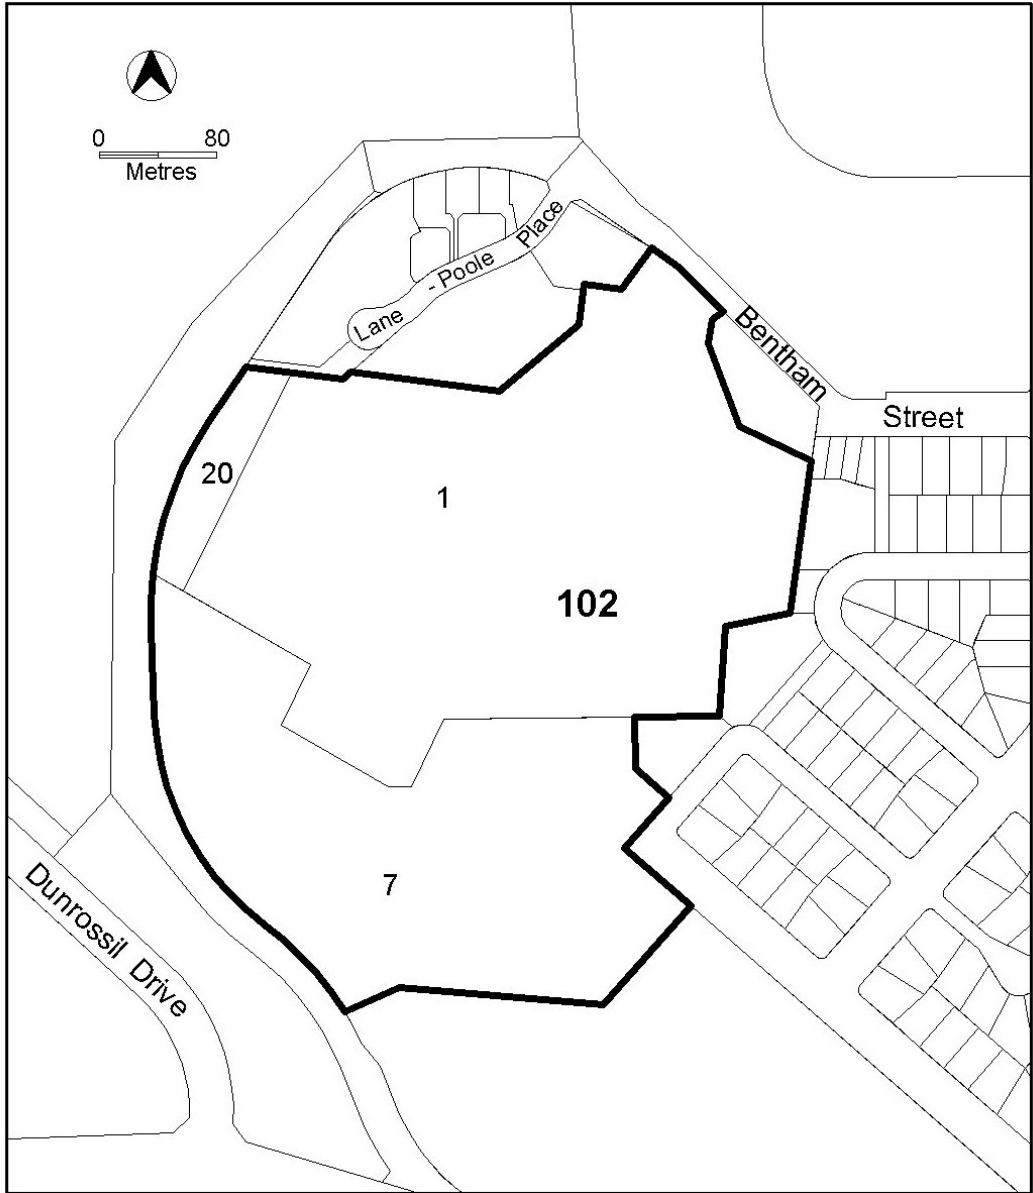 0 80
Metres
Lane - Poole Place
Bentham
Street
20
1
102
7
Dunrossil Drive